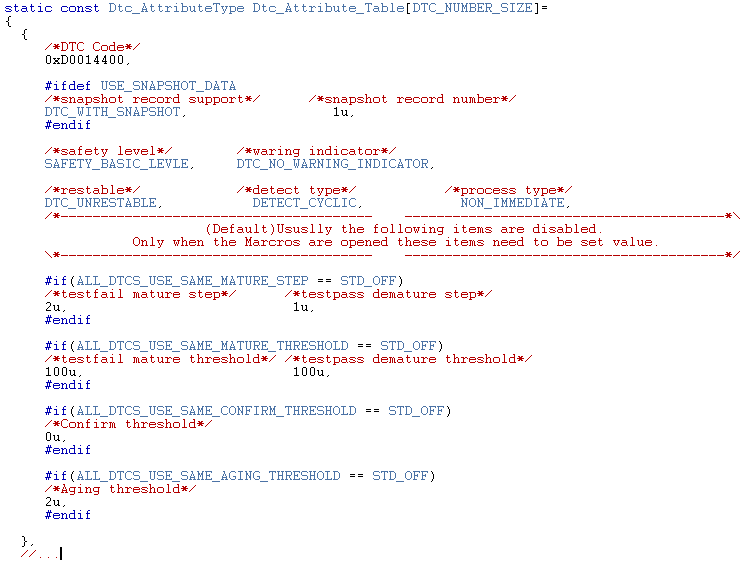 static const Dtc_AttributeType Dtc_Attribute_Table[DTC_NUMBER_SIZE]=
{
{
/*DTC Code*/
0xD0014400,
#ifdef USE_SNAPSHOT_DATA
/*snapshot record support*/ /*snapshot record number*/
DTC_WITH_SNAPSHOT, 1u,
#endif
/*safety level*/ /*waring indicator*/
SAFETY_BASIC_LEVLE, DTC_NO_WARNING_INDICATOR,
/*restable*/ /*detect type*/ /*process type*/
DTC_UNRESTABLE, DETECT_CYCLIC, NON_IMMEDIATE,
/*--------------------------------------- ----------------------------------------*\
(Default)Ususlly the following items are disabled.
Only when the Marcros are opened these items need to be set value.
\*--------------------------------------- ----------------------------------------*/
#if(ALL_DTCS_USE_SAME_MATURE_STEP == STD_OFF)
/*testfail mature step*/ /*testpass demature step*/
2u, 1u,
#endif
#if(ALL_DTCS_USE_SAME_MATURE_THRESHOLD == STD_OFF)
/*testfail mature threshold*/ /*testpass demature threshold*/
100u, 100u,
#endif
#if(ALL_DTCS_USE_SAME_CONFIRM_THRESHOLD == STD_OFF)
/*Confirm threshold*/
0u,
#endif
#if(ALL_DTCS_USE_SAME_AGING_THRESHOLD == STD_OFF)
/*Aging threshold*/
2u,
#endif
},
//...